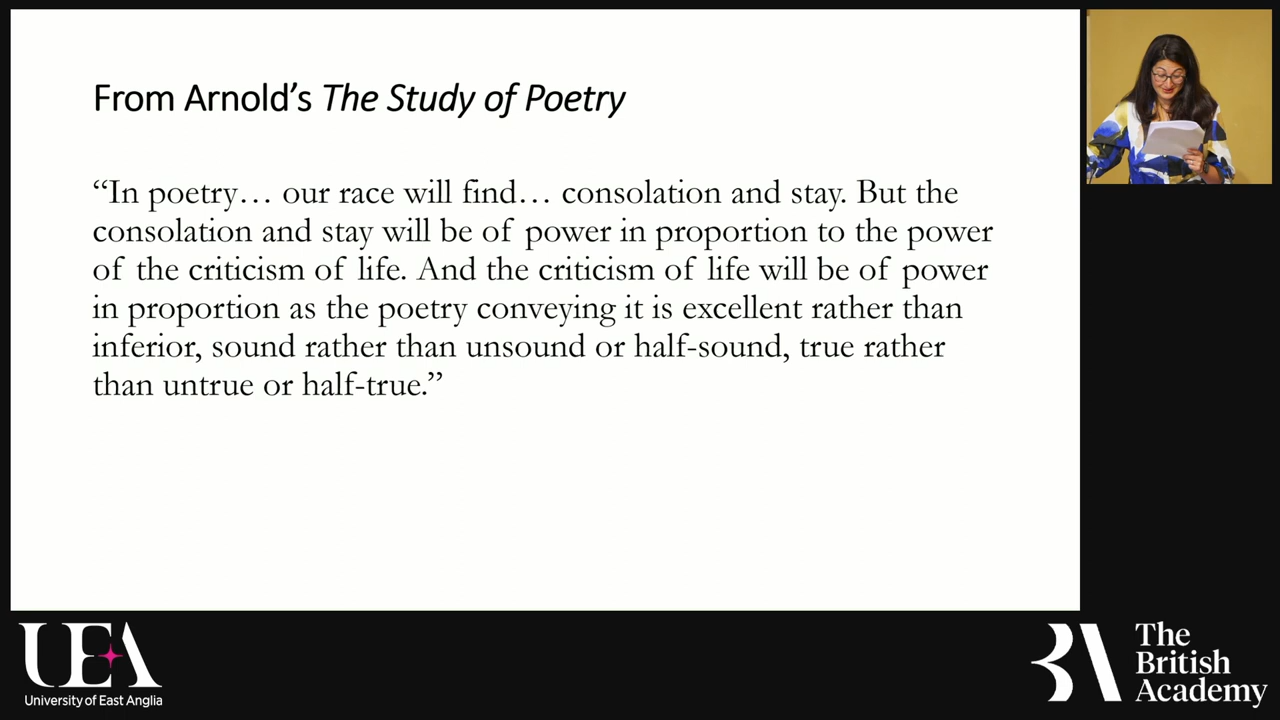 From Arnold’s The Study of Poetry
“In poetry… our race will find… consolation and stay. But the
consolation and stay will be of power in proportion to the power
of the criticism of life. And the criticism of life will be of power
in proportion as the poetry conveying it is excellent rather than
inferior, sound rather than unsound or half-sound, true rather
than untrue or half-true.”
UEA
University of East Anglia
BA
The
British
Academy